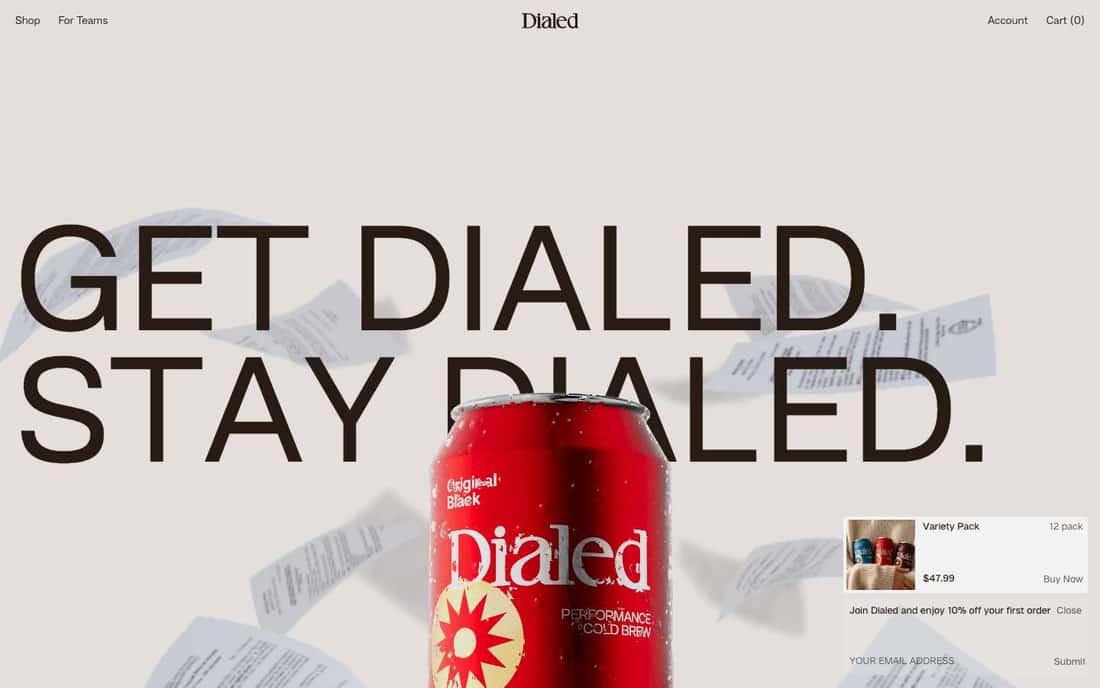 Shop
For Teams
Dialed
Account
Cart (0)
GET DIALED.
STAY DIALED.
Original
Black
Dialed
PERFORMANCE
COLD BREW
Variety Pack
12 pack
$47.99
Buy Now
Join Dialed and enjoy 10% off your first order
Close
YOUR EMAIL ADDRESS
Submit